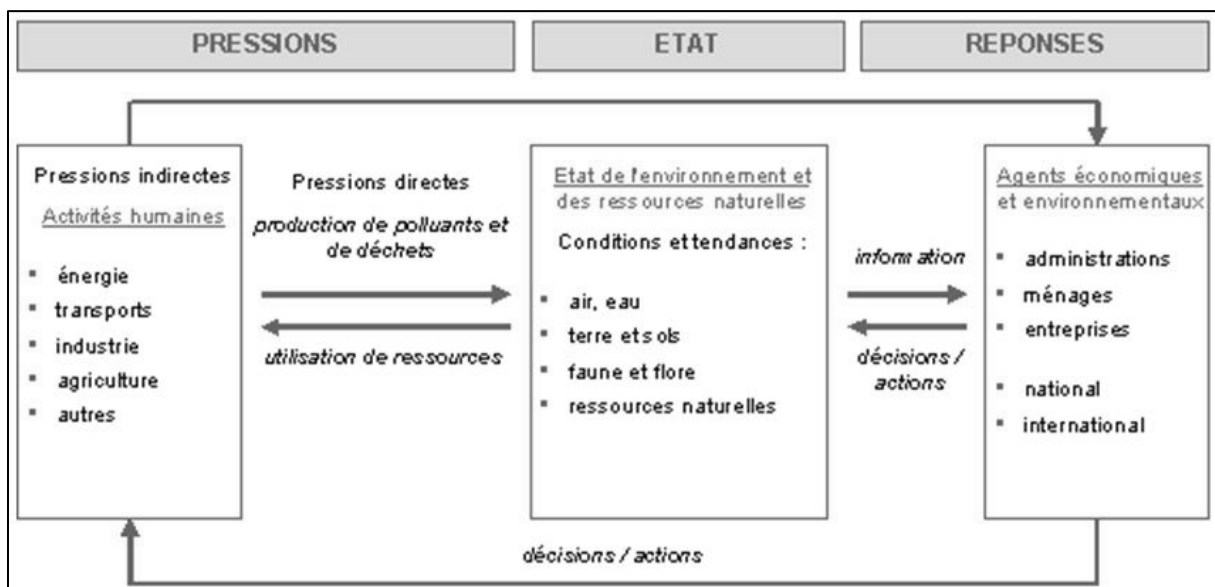 PRESSIONS
ETAT
REPONSES
Pressions indirectes
Activités humaines
▪ énergie
▪ transports
▪ industrie
▪ agriculture
▪ autres
Pressions directes
production de polluants et
de déchets
utilisation de ressources
Etat de l'environnement et
des ressources naturelles
Conditions et tendances :
▪ air, eau
▪ terre et sols
▪ faune et flore
▪ ressources naturelles
information
décisions /
actions
Agents économiques
et environnementaux
▪ administrations
▪ ménages
▪ entreprises
▪ national
▪ international
décisions / actions